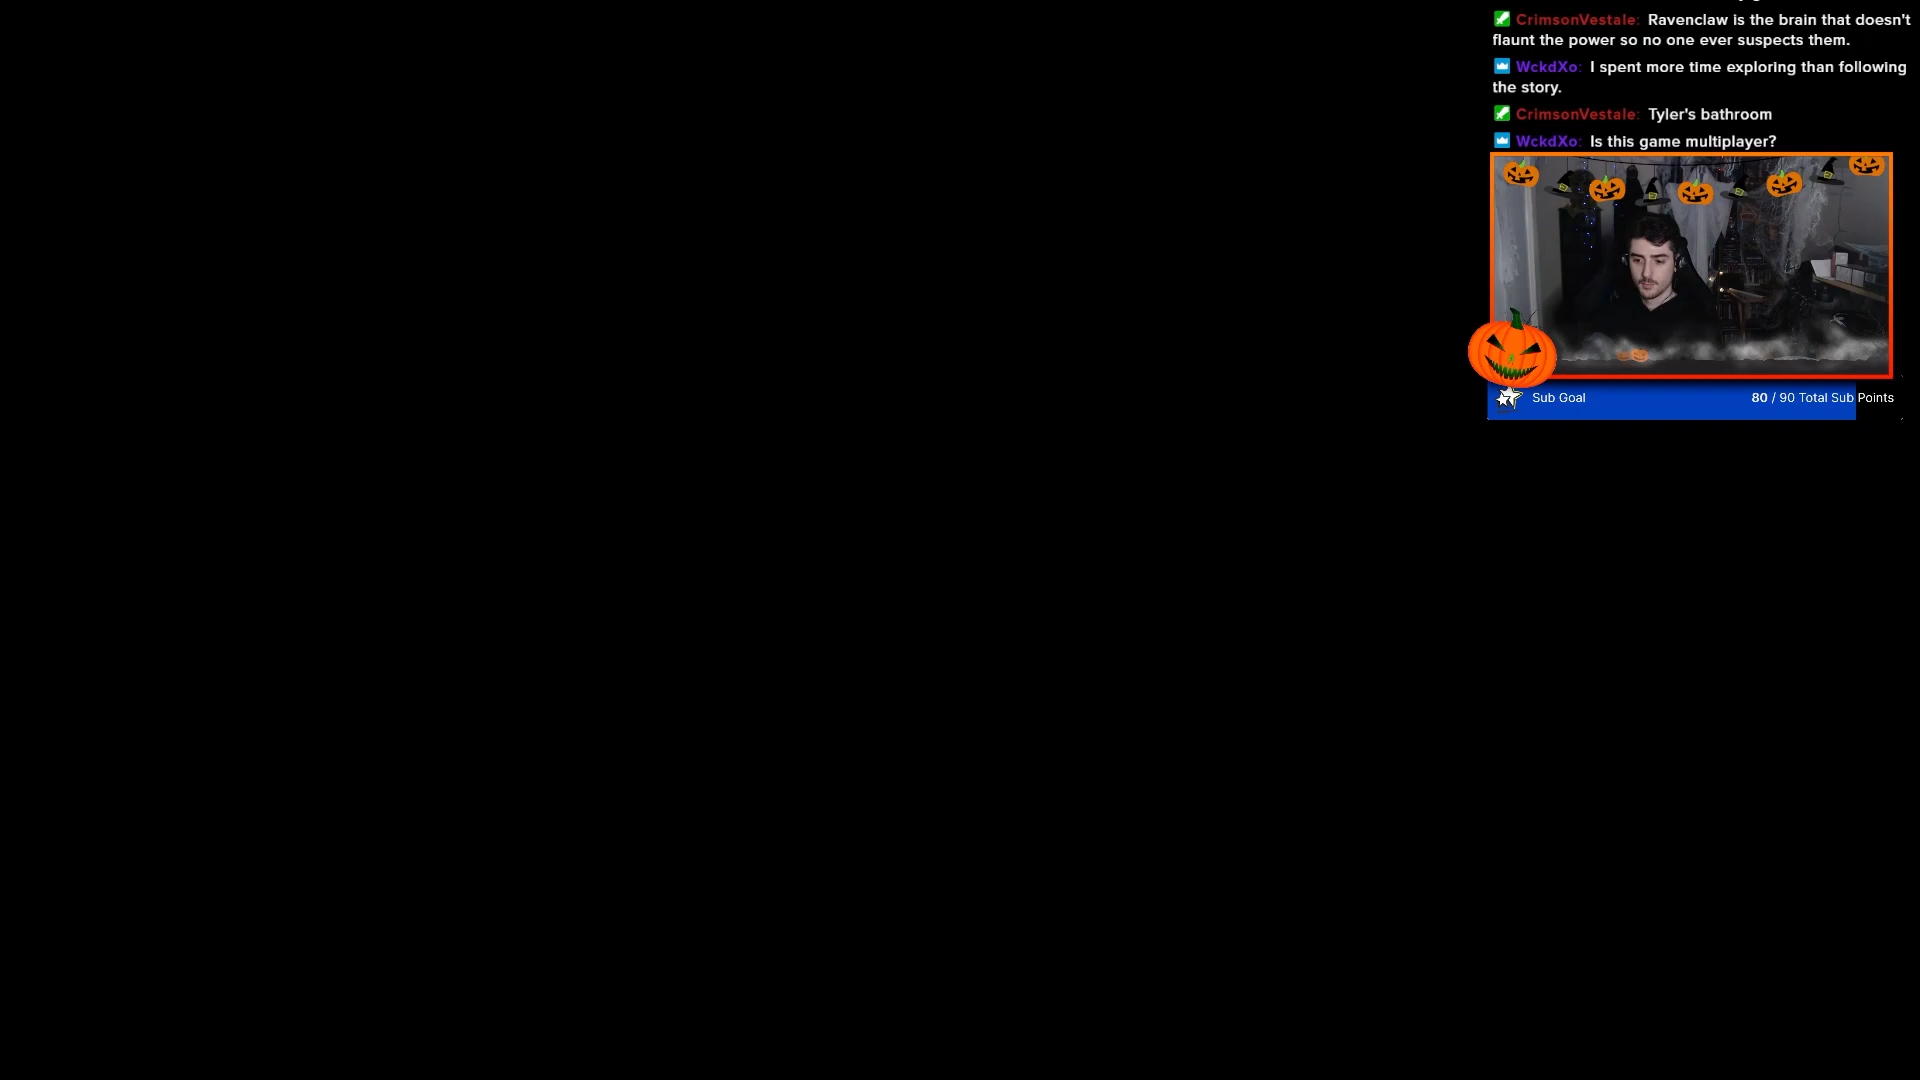 CrimsonVestale: Ravenclaw is the brain that doesn't
flaunt the power so no one ever suspects them.
WckdXo: I spent more time exploring than following
the story.
CrimsonVestale: Tyler's bathroom
WckdXo: Is this game multiplayer?
Sub Goal 80 / 90 Total Sub Points